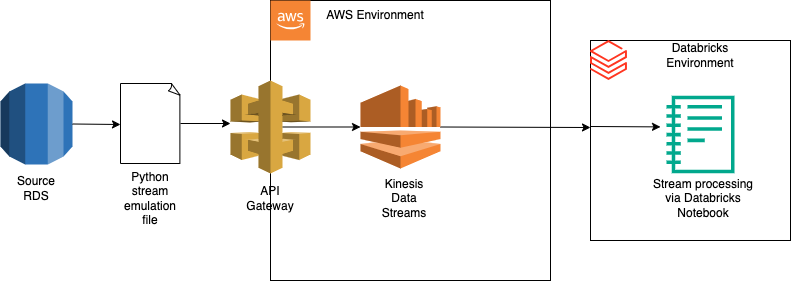 aws
AWS Environment
Databricks
Environment
Source
RDS
Python
stream
emulation
file
API
Gateway
Kinesis
Data
Streams
Stream processing
via Databricks
Notebook